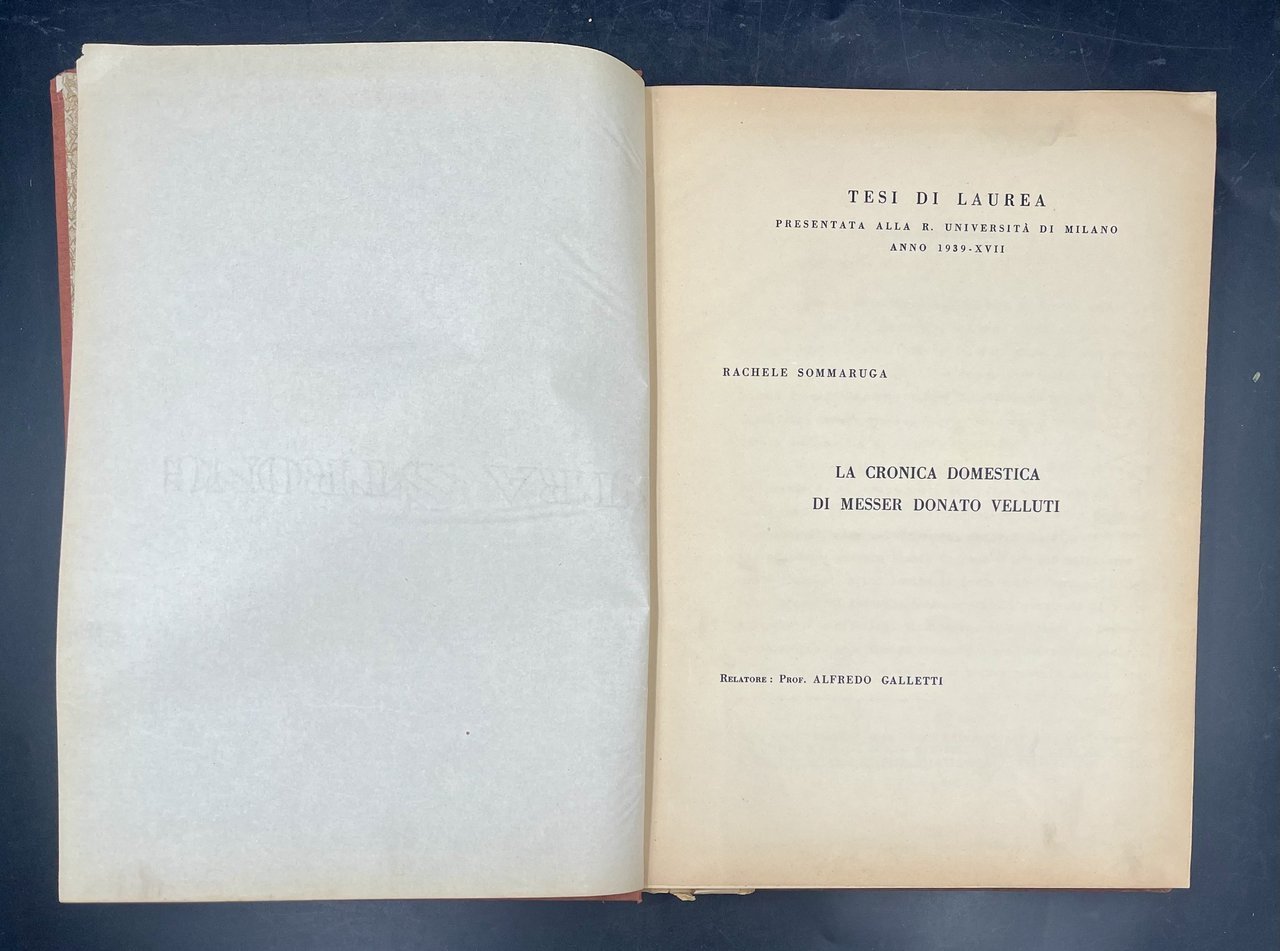 TESI DI LAUREA
PRESENTATA ALLA R. UNIVERSITÀ DI MILANO
ANNO 1939-XVII
RACHELE SOMMARUGA
LA CRONICA DOMESTICA
DI MESSER DONATO VELLUTI
RELATORE: PROF. ALFREDO GALLETTI